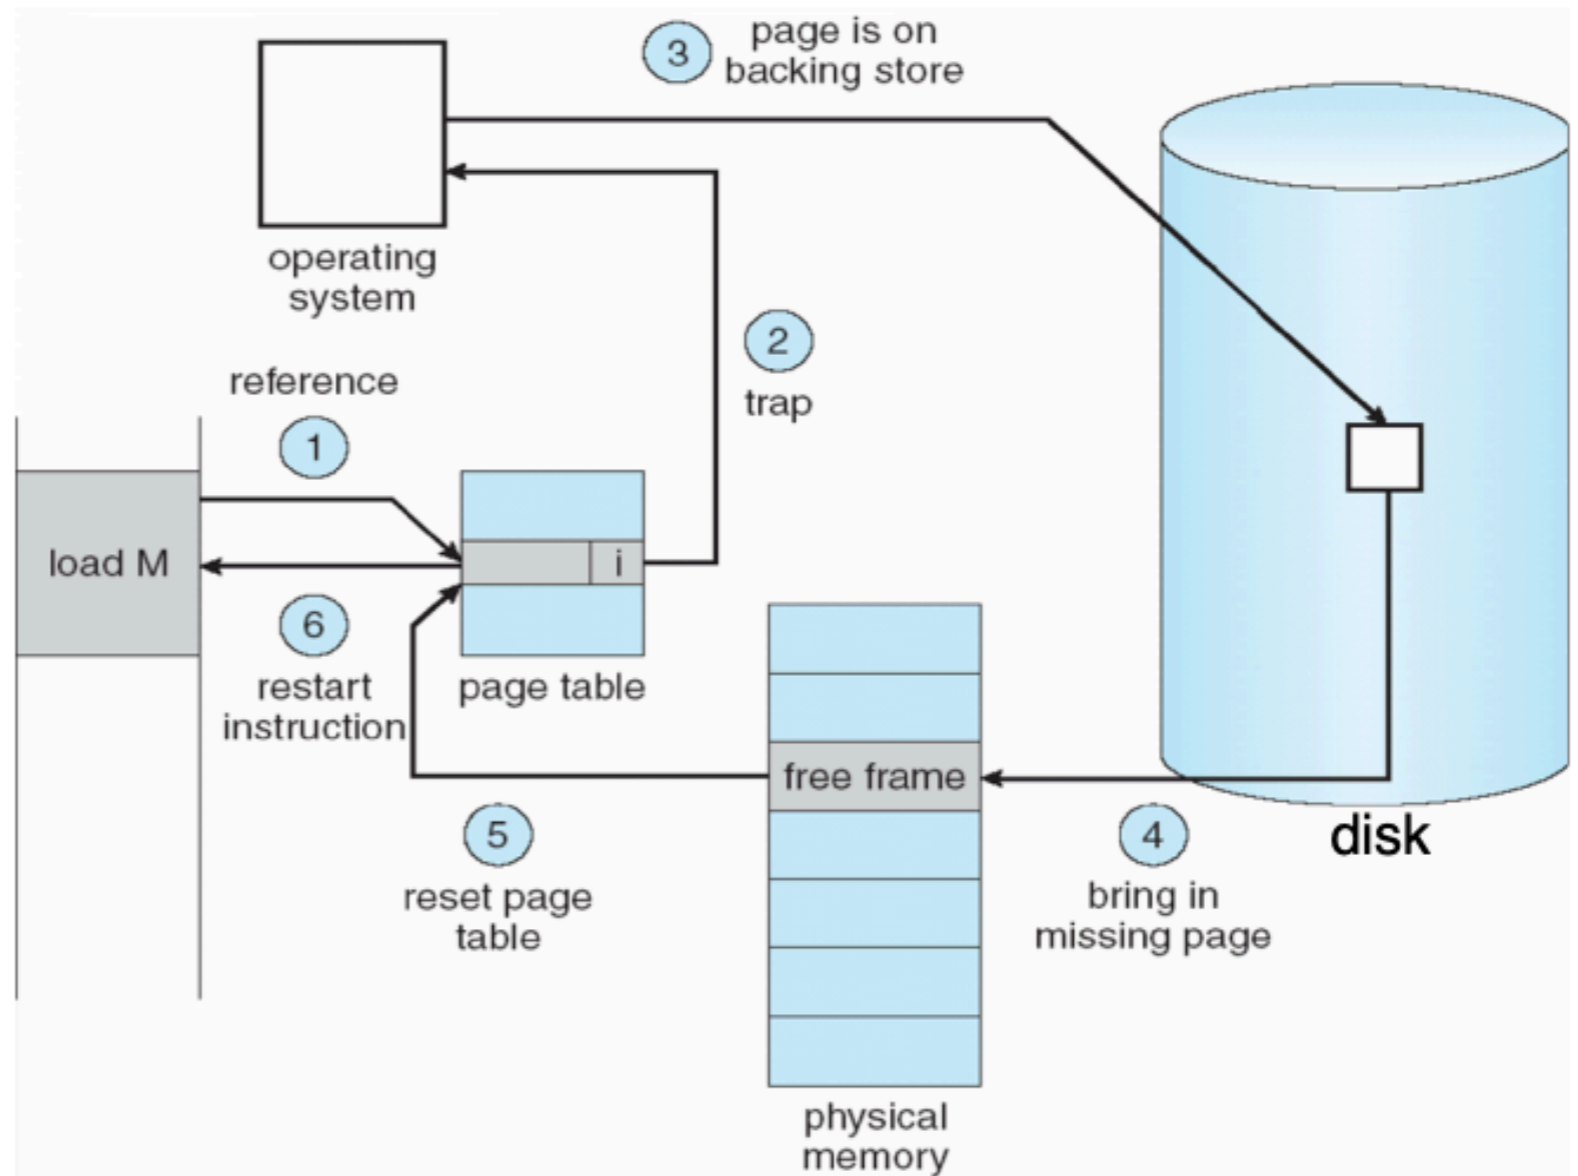 3
page is on
backing store
operating
system
2
trap
reference
1
load M
i
6
restart
instruction
page table
free frame
5
reset page
table
4
bring in
missing page
disk
physical
memory